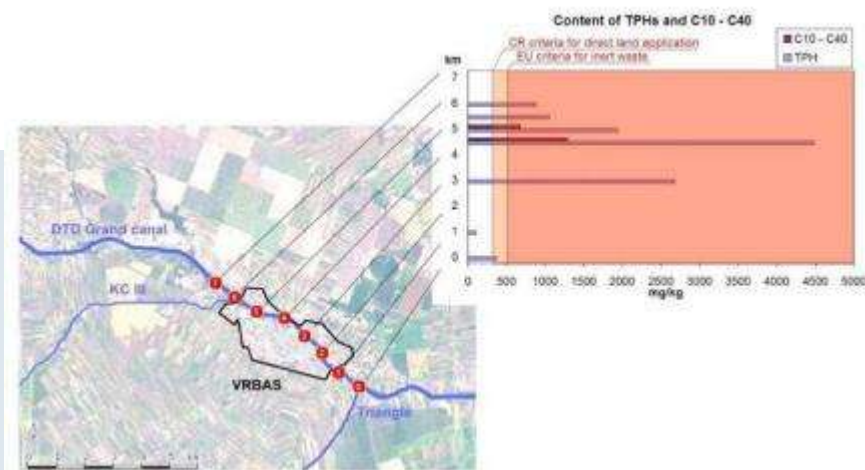 Content of TPHs and C10 - C40
CR criteria for direct land application
EU criteria for inert waste
C10 - C40
TPH
km
7
6
5
4
3
2
1
0
0 500 1000 1500 2000 2500 3000 3500 4000 4500 5000
mg/kg
DTD Grand canal
KC III
VRBAS
Triangle